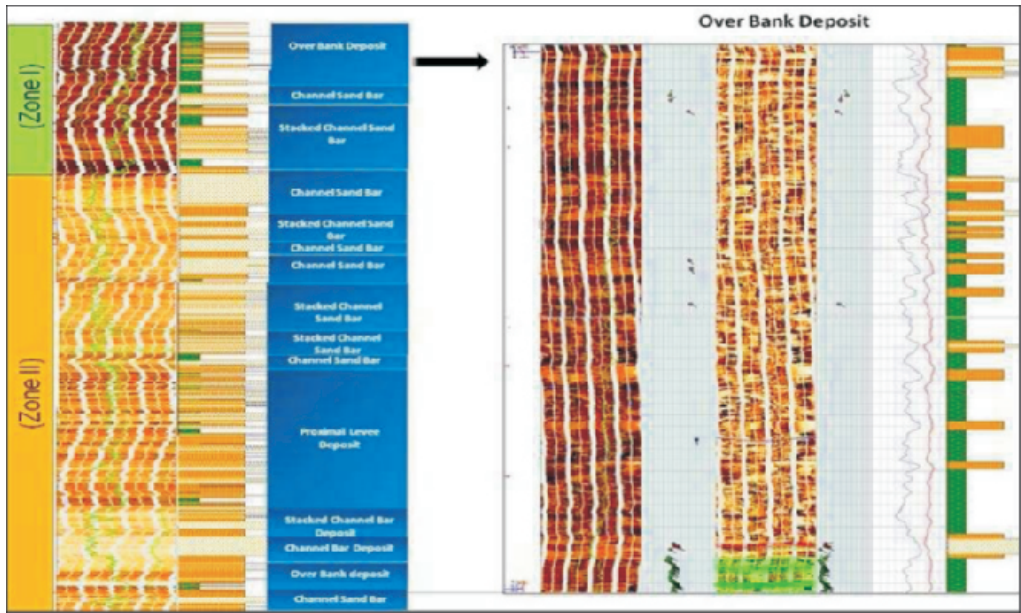 Over Bank Deposit
(Zone I)
Over Bank Deposit
Channel Sand Bar
Stacked Channel Sand
Bar
(Zone II)
Channel Sand Bar
Stacked Channel Sand
Bar
Channel Sand Bar
Channel Sand Bar
Stacked Channel
Sand Bar
Stacked Channel
Sand Bar
Channel Sand Bar
Proximal Levee
Deposit
Stacked Channel Bar
Deposit
Channel Bar Deposit
Over Bank deposit
Channel Sand Bar